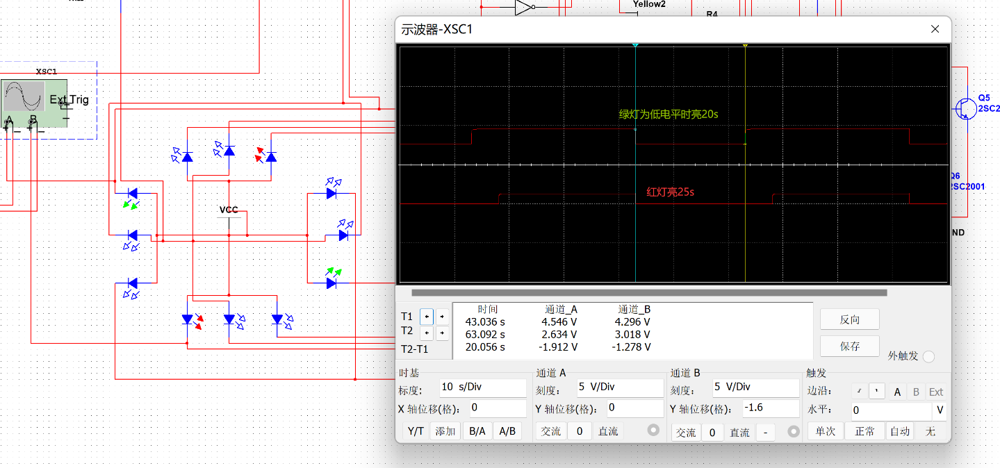 Yellow2
R4
XSC1
Ext Trig
A
B
VCC
Q5
2SC2
Q6
2SC2001
ND
示波器-XSC1
绿灯为低电平时亮20s
红灯亮25s
时间 通道_A 通道_B
T1 43.036 s 4.546 V 4.296 V
T2 63.092 s 2.634 V 3.018 V
T2-T1 20.056 s -1.912 V -1.278 V
反向
保存
外触发
时基
标度: 10 s/Div
X 轴位移(格): 0
Y/T 添加 B/A A/B
通道 A
刻度: 5 V/Div
Y 轴位移(格): 0
交流 0 直流
通道 B
刻度: 5 V/Div
Y 轴位移(格): -1.6
交流 0 直流 -
触发
边沿: A B Ext
水平: 0 V
单次 正常 自动 无